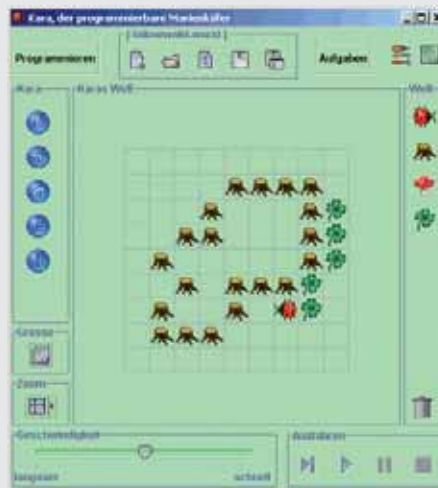 Kara, der programmierbare Marienkäfer
Programmieren
Aufgaben
Kara
Karas Welt
Welt
Grösse
Zoom
Geschwindigkeit
langsam
schnell
Ausführen